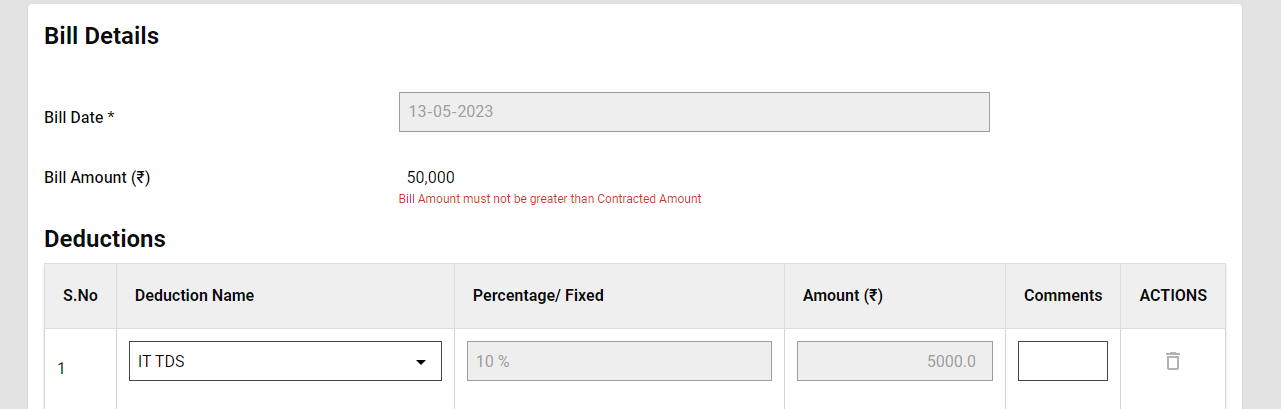 Bill Details
Bill Date *
13-05-2023
Bill Amount (₹)
50,000
Bill Amount must not be greater than Contracted Amount
Deductions
S.No Deduction Name Percentage/ Fixed Amount (₹) Comments ACTIONS
1 IT TDS 10 % 5000.0